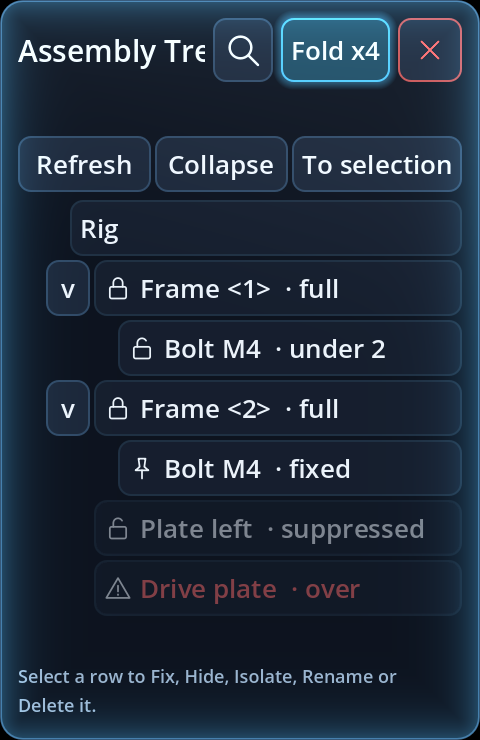 Assembly Tre
Fold x4
Refresh
Collapse
To selection
Rig
v
Frame <1> · full
Bolt M4 · under 2
v
Frame <2> · full
Bolt M4 · fixed
Plate left · suppressed
Drive plate · over
Select a row to Fix, Hide, Isolate, Rename or
Delete it.